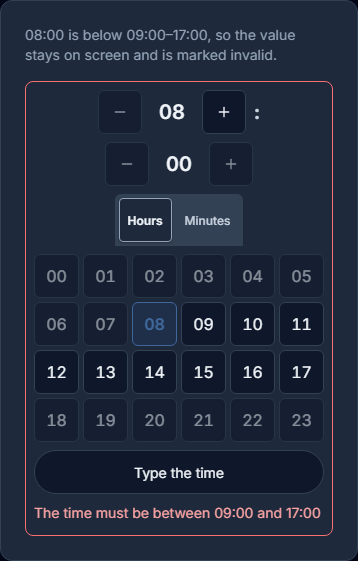 08:00 is below 09:00–17:00, so the value
stays on screen and is marked invalid.
− 08 + :
− 00 +
Hours Minutes
00 01 02 03 04 05
06 07 08 09 10 11
12 13 14 15 16 17
18 19 20 21 22 23
Type the time
The time must be between 09:00 and 17:00